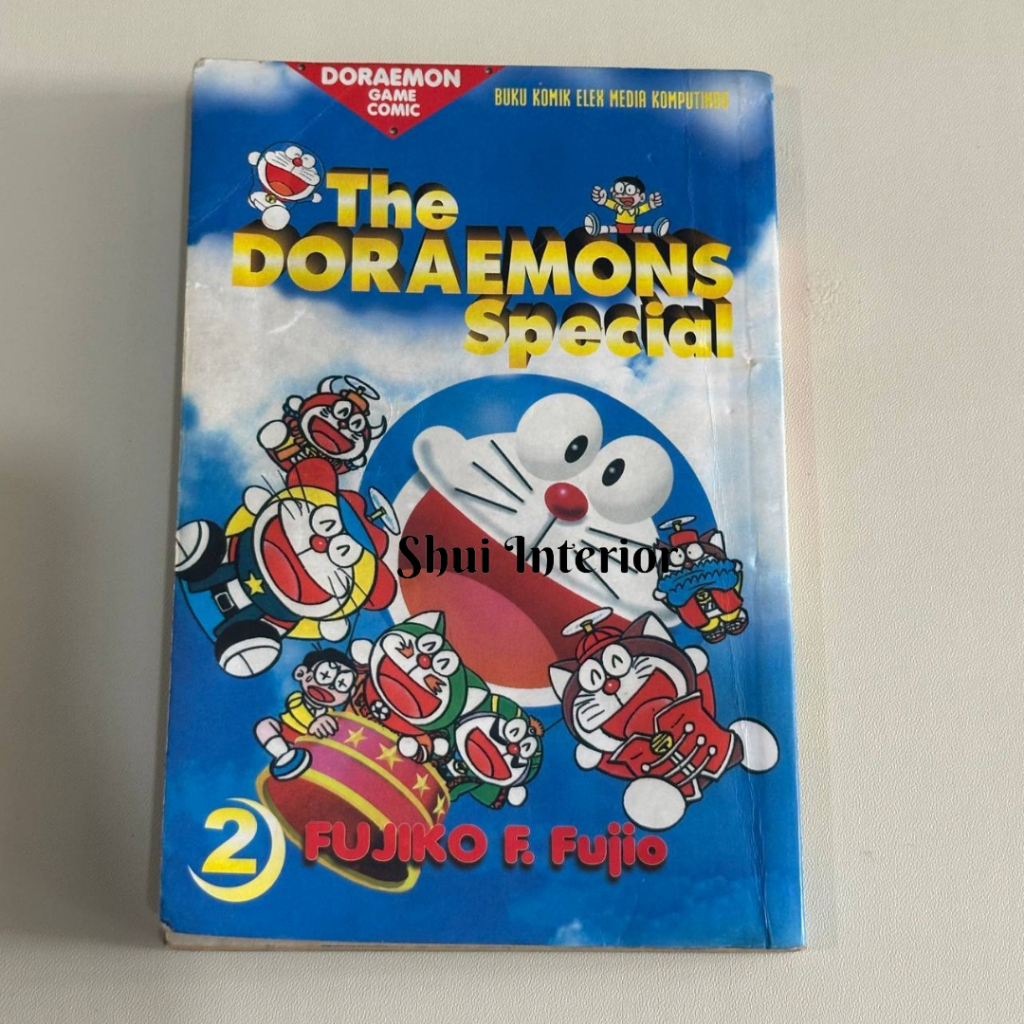 DORAEMON
GAME
COMIC
BUKU KOMIK ELEX MEDIA KOMPUTINDO
The
DORAEMONS
Special
Shui Interior
2
FUJIKO F. Fujio